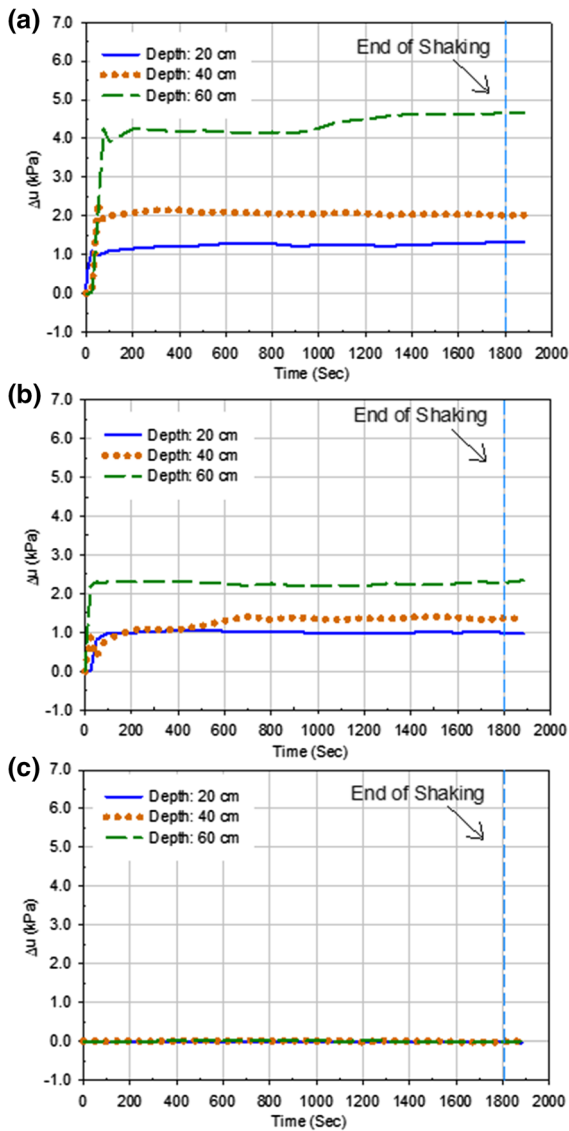 (a)
7.0
6.0
5.0
4.0
3.0
2.0
1.0
0.0
-1.0
Δu (kPa)
Depth: 20 cm
Depth: 40 cm
Depth: 60 cm
End of Shaking
0 200 400 600 800 1000 1200 1400 1600 1800 2000
Time (Sec)
(b)
7.0
6.0
5.0
4.0
3.0
2.0
1.0
0.0
-1.0
Δu (kPa)
Depth: 20 cm
Depth: 40 cm
Depth: 60 cm
End of Shaking
0 200 400 600 800 1000 1200 1400 1600 1800 2000
Time (Sec)
(c)
7.0
6.0
5.0
4.0
3.0
2.0
1.0
0.0
-1.0
Δu (kPa)
Depth: 20 cm
Depth: 40 cm
Depth: 60 cm
End of Shaking
0 200 400 600 800 1000 1200 1400 1600 1800 2000
Time (Sec)